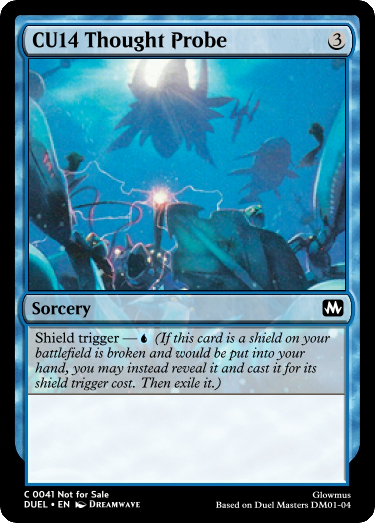 CU14 Thought Probe 3
Sorcery
Shield trigger — (If this card is a shield on your
battlefield is broken and would be put into your
hand, you may instead reveal it and cast it for its
shield trigger cost. Then exile it.)
C 0041 Not for Sale
DUEL • EN Dreamwave
Glowmus
Based on Duel Masters DM01-04